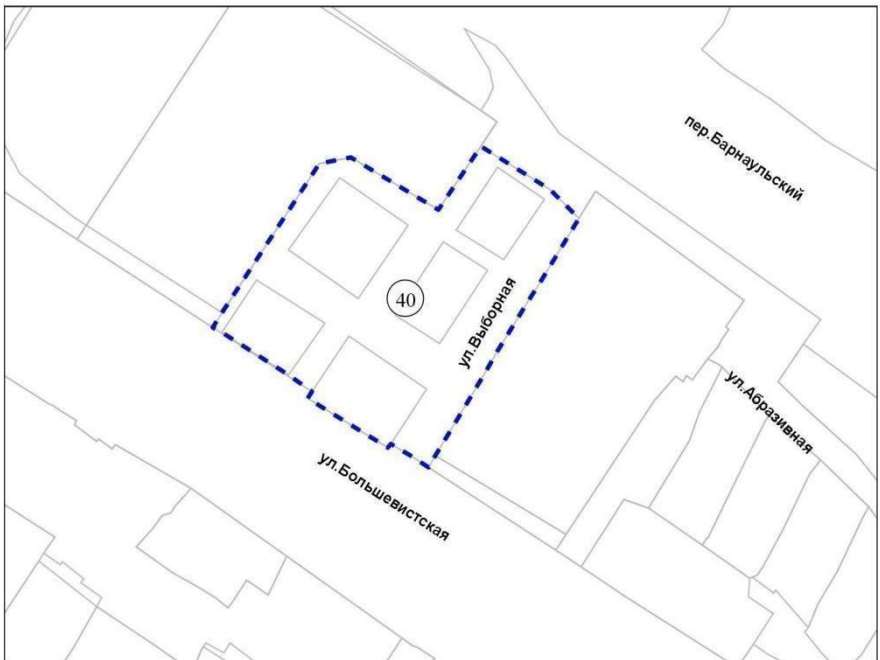 пер.Барнаульский
40
ул.Выборная
ул.Абразивная
ул.Большевистская